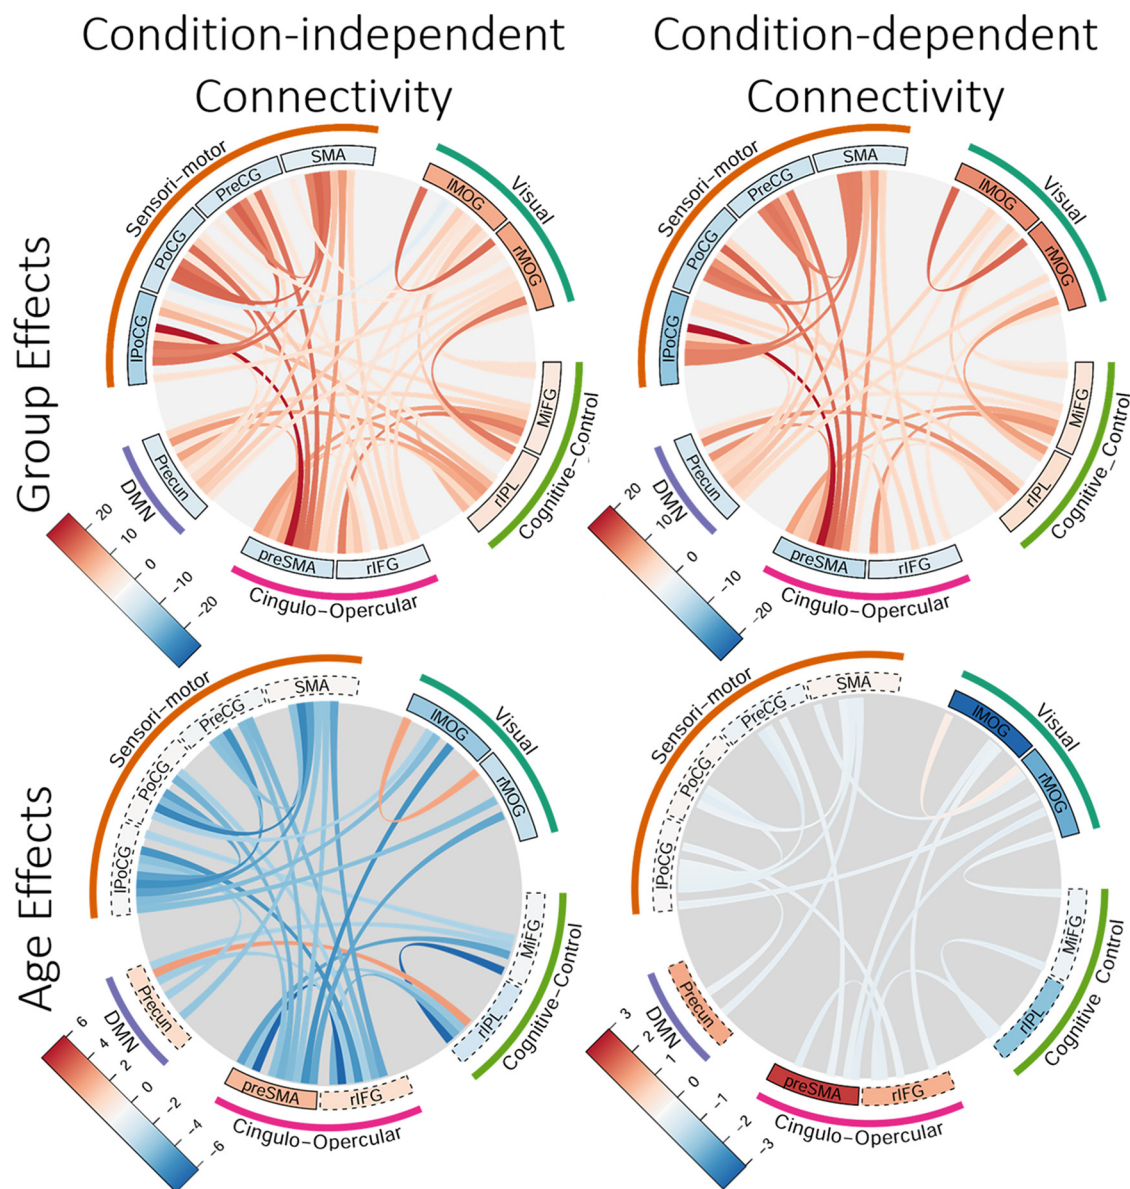 Condition-independent
Connectivity
Condition-dependent
Connectivity
Group Effects
Sensori-motor
SMA
PreCG
PoCG
lPoCG
Visual
lMOG
rMOG
MiFG
rIPL
Cognitive-Control
Precun
DMN
preSMA
rIFG
Cingulo-Opercular
20
10
0
-10
-20
Sensori-motor
SMA
PreCG
PoCG
lPoCG
Visual
lMOG
rMOG
MiFG
rIPL
Cognitive_Control
Precun
DMN
preSMA
rIFG
Cingulo-Opercular
20
10
0
-10
-20
Age Effects
Sensori-motor
SMA
PreCG
PoCG
lPoCG
Visual
lMOG
rMOG
MiFG
rIPL
Cognitive-Control
Precun
DMN
preSMA
rIFG
Cingulo-Opercular
6
4
2
0
-2
-4
-6
Sensori-motor
SMA
PreCG
PoCG
lPoCG
Visual
lMOG
rMOG
MiFG
rIPL
Cognitive Control
Precun
DMN
preSMA
rIFG
Cingulo-Opercular
3
2
1
0
-1
-2
-3